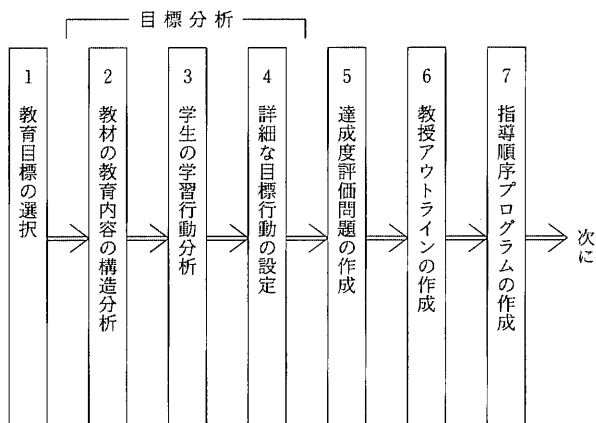 目標分析
1 教育目標の選択
2 教材の教育内容の構造分析
3 学生の学習行動分析
4 詳細な目標行動の設定
5 達成度評価問題の作成
6 教授アウトラインの作成
7 指導順序プログラムの作成
次に